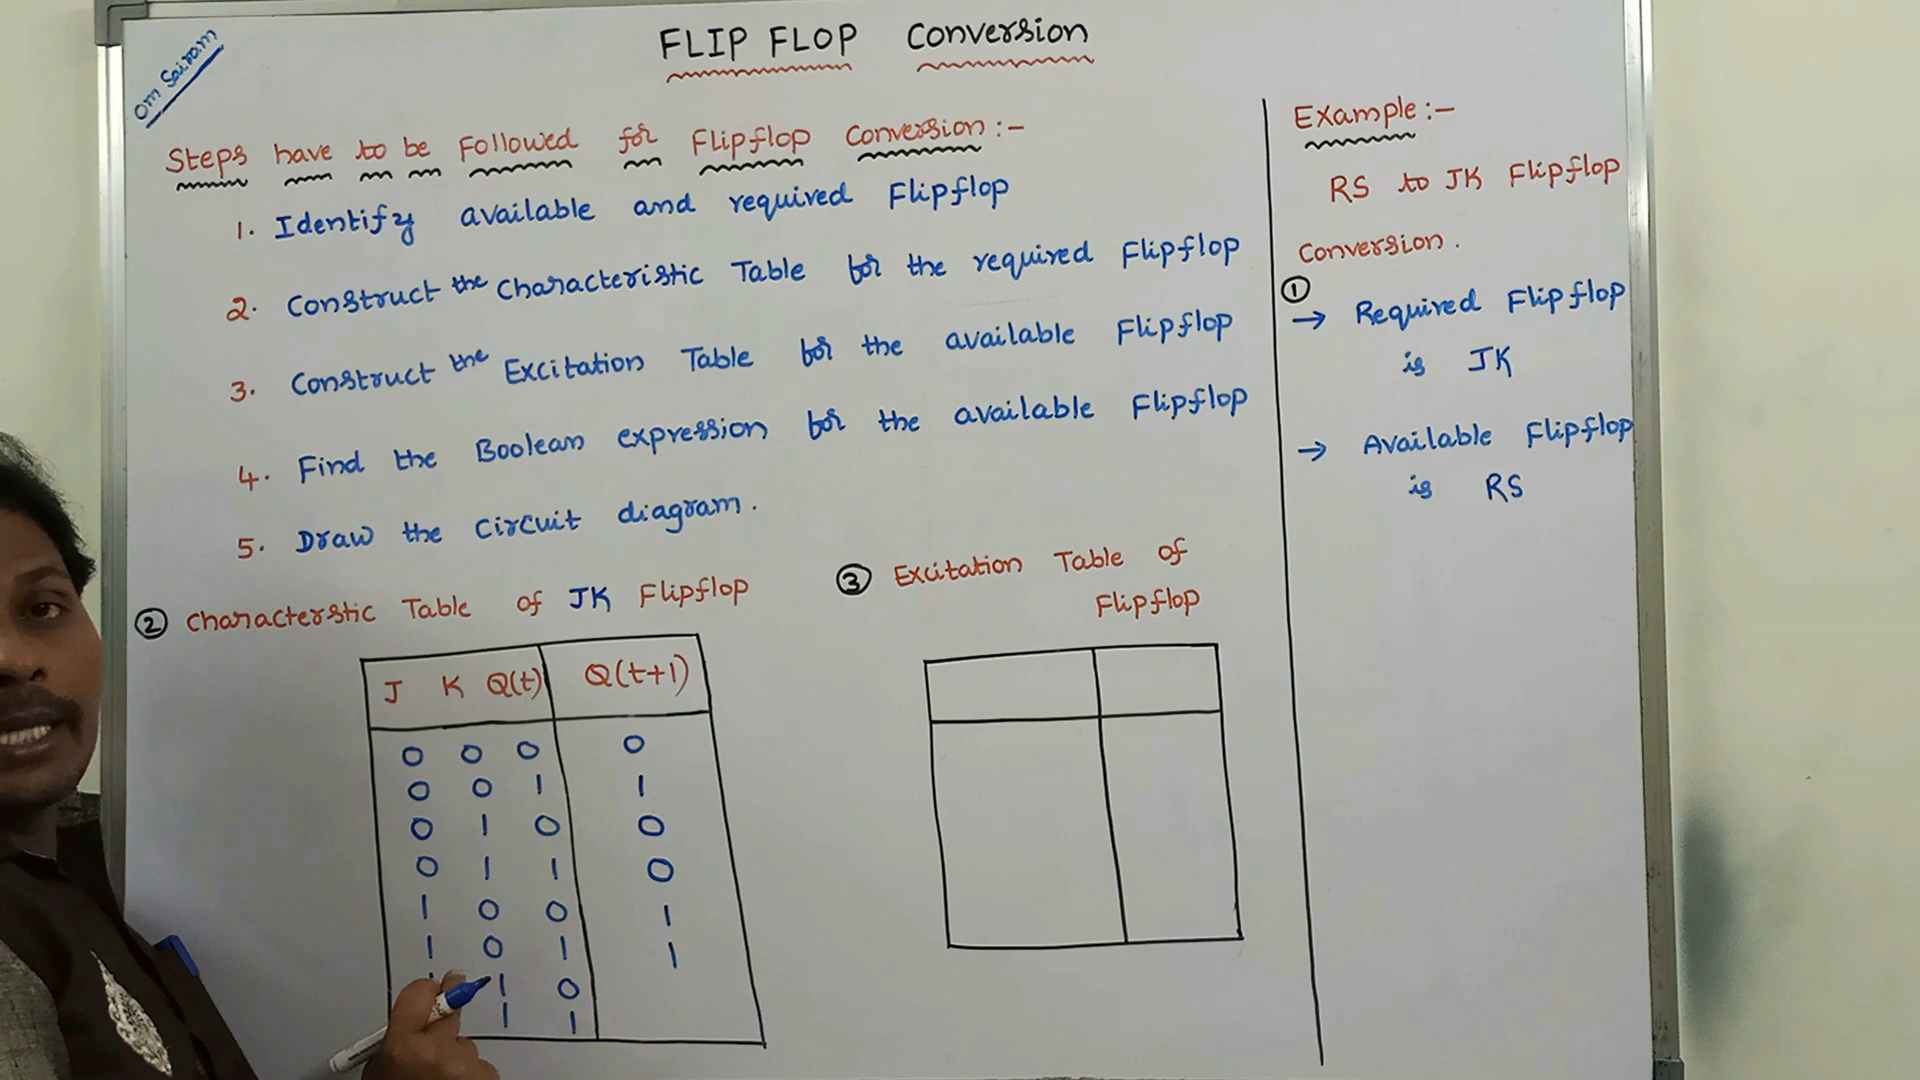 Om Sairam
FLIP FLOP Conversion
Steps have to be Followed for Flipflop Conversion :-
1. Identify available and required Flipflop
2. Construct the Characteristic Table for the required Flipflop
3. Construct the Excitation Table for the available Flipflop
4. Find the Boolean expression for the available Flipflop
5. Draw the Circuit diagram.
② Characterstic Table of JK Flipflop
J K Q(t) Q(t+1)
0 0 0 0
0 0 1 1
0 1 0 0
0 1 1 0
1 0 0 1
1 0 1 1
1 0
1 1
③ Excitation Table of
Flipflop
Example :-
RS to JK Flipflop
Conversion.
①
→ Required Flipflop
is JK
→ Available Flipflop
is RS